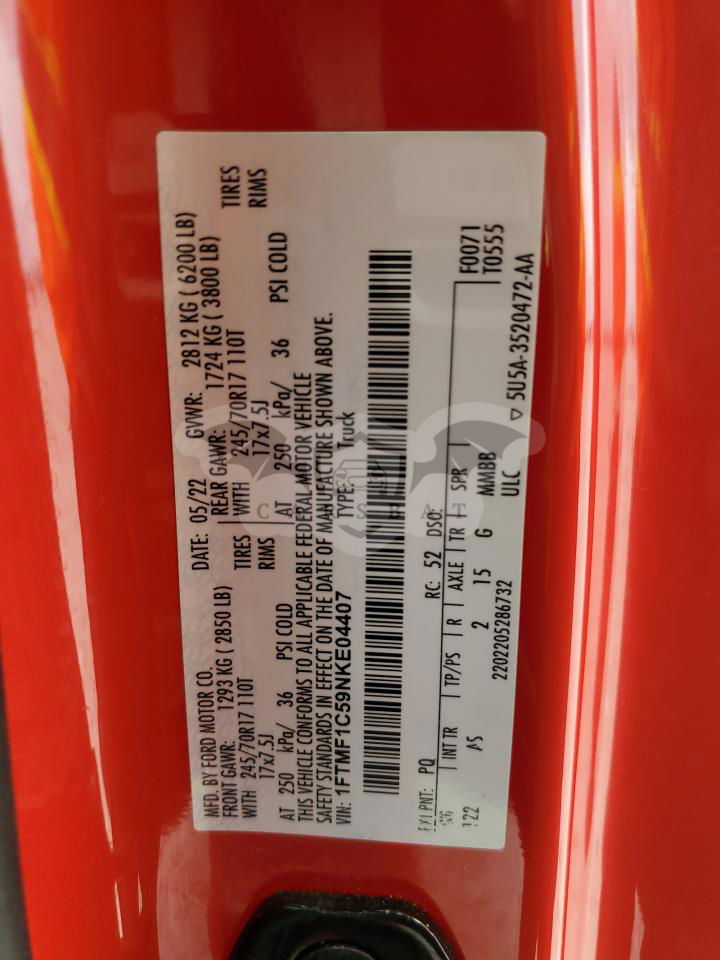 MFD. BY FORD MOTOR CO. DATE: 05/22 GVWR: 2812 KG ( 6200 LB)
FRONT GAWR: 1293 KG ( 2850 LB) REAR GAWR: 1724 KG ( 3800 LB)
WITH 245/70R17 110T TIRES WITH 245/70R17 110T TIRES
17x7.5J RIMS 17x7.5J RIMS
AT 250 kPa/ 36 PSI COLD AT 250 kPa/ 36 PSI COLD
THIS VEHICLE CONFORMS TO ALL APPLICABLE FEDERAL MOTOR VEHICLE
SAFETY STANDARDS IN EFFECT ON THE DATE OF MANUFACTURE SHOWN ABOVE.
VIN: 1FTMF1C59NKE04407 TYPE: Truck
EXT PNT: PQ RC: 52 DSO: F0071
INT TR TP/PS R AXLE TR SPR T0555
122 AS 2 15 G MMBB
2202205286732 ULC ▽ 5U5A-3520472-AA